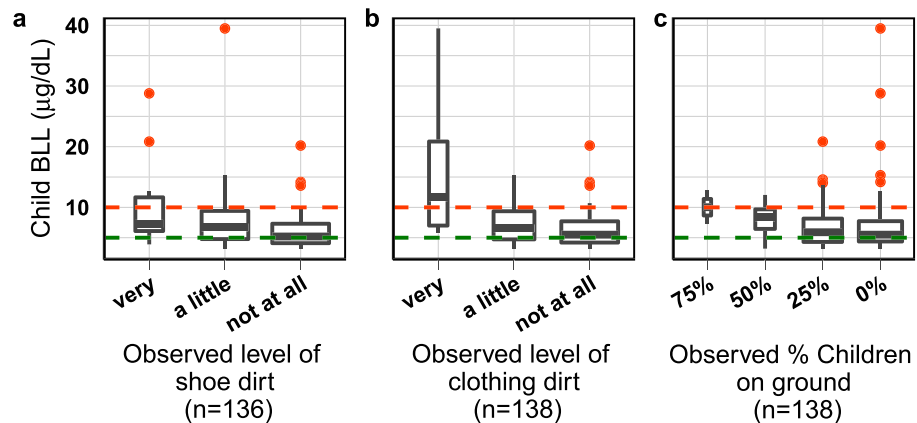 a
b
c
Child BLL (µg/dL)
40
30
20
10
very
a little
not at all
very
a little
not at all
75%
50%
25%
0%
Observed level of
shoe dirt
(n=136)
Observed level of
clothing dirt
(n=138)
Observed % Children
on ground
(n=138)